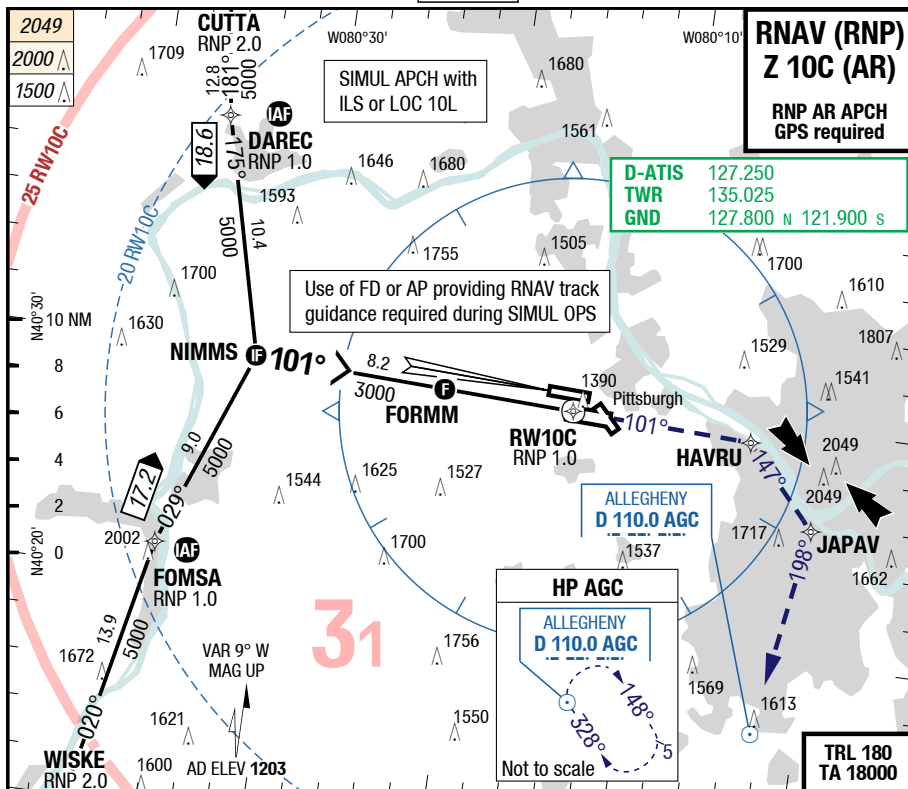 2049
2000
1500
CUTTA
RNP 2.0
1709
W080°30'
W080°10'
RNAV (RNP)
Z 10C (AR)
RNP AR APCH
GPS required
12.8
181°
5000
SIMUL APCH with
ILS or LOC 10L
1680
IAF
DAREC
RNP 1.0
18.6
175°
1561
25 RW10C
D-ATIS 127.250
TWR 135.025
GND 127.800 N 121.900 S
1646
1680
1593
10.4
5000
20 RW10C
1755
1505
1700
1700
1610
Use of FD or AP providing RNAV track
guidance required during SIMUL OPS
N40°30'
10 NM
1630
1807
NIMMS
IF
101°
8.2
3000
1529
8
F
FORMM
1390
Pittsburgh
1541
6
RW10C
RNP 1.0
101°
HAVRU
9.0
5000
4
147°
2049
2049
17.2
029°
1544
1625
1527
2
ALLEGHENY
D 110.0 AGC
2002
1717
JAPAV
N40°20'
0
IAF
FOMSA
RNP 1.0
1700
1537
198°
1662
HP AGC
ALLEGHENY
D 110.0 AGC
13.9
5000
31
1756
1672
VAR 9° W
MAG UP
1569
148°
328°
5
020°
1621
1550
1613
WISKE
RNP 2.0
1600
AD ELEV 1203
Not to scale
TRL 180
TA 18000